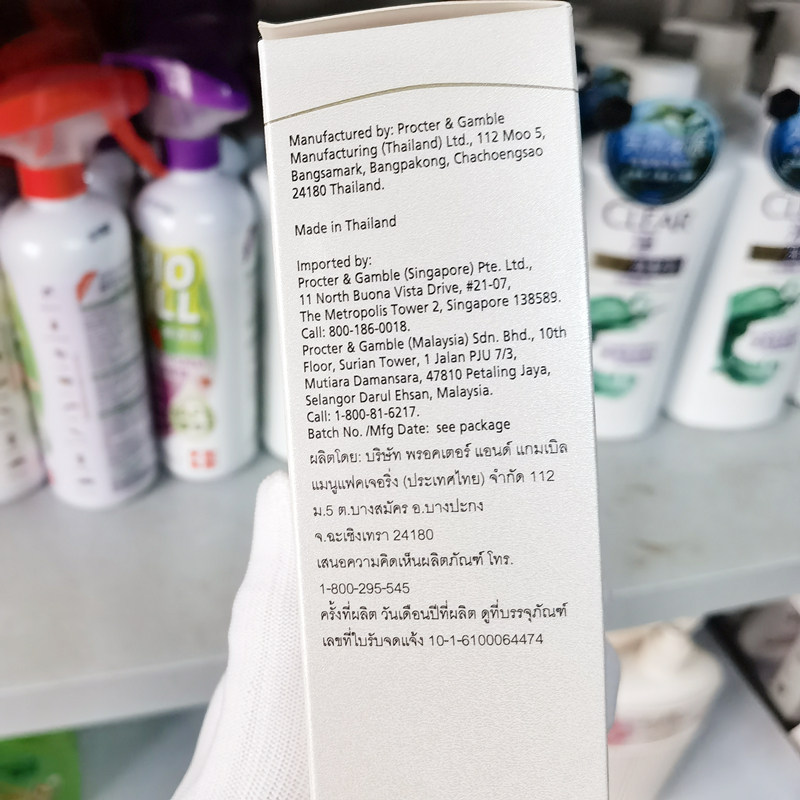 Manufactured by: Procter & Gamble
Manufacturing (Thailand) Ltd., 112 Moo 5,
Bangsamark, Bangpakong, Chachoengsao
24180 Thailand.
Made in Thailand
Imported by:
Procter & Gamble (Singapore) Pte. Ltd.,
11 North Buona Vista Drive, #21-07,
The Metropolis Tower 2, Singapore 138589.
Call: 800-186-0018.
Procter & Gamble (Malaysia) Sdn. Bhd., 10th
Floor, Surian Tower, 1 Jalan PJU 7/3,
Mutiara Damansara, 47810 Petaling Jaya,
Selangor Darul Ehsan, Malaysia.
Call: 1-800-81-6217.
Batch No. /Mfg Date: see package
ผลิตโดย: บริษัท พรอคเตอร์ แอนด์ แกมเบิล
แมนูแฟคเจอริ่ง (ประเทศไทย) จำกัด 112
ม.5 ต.บางสมัคร อ.บางปะกง
จ.ฉะเชิงเทรา 24180
เสนอความคิดเห็นผลิตภัณฑ์ โทร.
1-800-295-545
ครั้งที่ผลิต วันเดือนปีที่ผลิต ดูที่บรรจุภัณฑ์
เลขที่ใบรับจดแจ้ง 10-1-6100064474
CLEAR